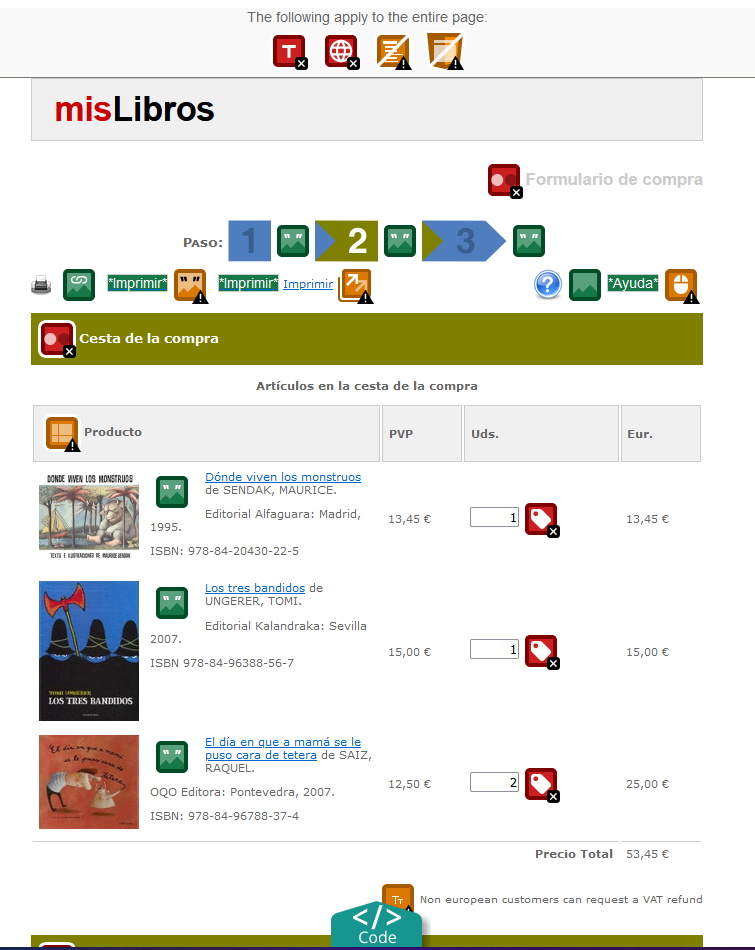 The following apply to the entire page:
misLibros
Formulario de compra
Paso: 1 2 3
*Imprimir* *Imprimir* Imprimir *Ayuda*
Cesta de la compra
Artículos en la cesta de la compra
Producto PVP Uds. Eur.
DONDE VIVEN LOS MONSTRUOS
TEXTO E ILUSTRACIONES DE MAURICE SENDAK
Dónde viven los monstruos
de SENDAK, MAURICE.
Editorial Alfaguara: Madrid,
1995.
ISBN: 978-84-20430-22-5
13,45 € 1 13,45 €
TOMI UNGERER
LOS TRES BANDIDOS
Los tres bandidos de
UNGERER, TOMI.
Editorial Kalandraka: Sevilla
2007.
ISBN 978-84-96388-56-7
15,00 € 1 15,00 €
El día en que a mamá
se le puso cara de
tetera
El día en que a mamá se le
puso cara de tetera de SAIZ,
RAQUEL.
OQO Editora: Pontevedra, 2007.
ISBN: 978-84-96788-37-4
12,50 € 2 25,00 €
Precio Total 53,45 €
Non european customers can request a VAT refund
</> Code